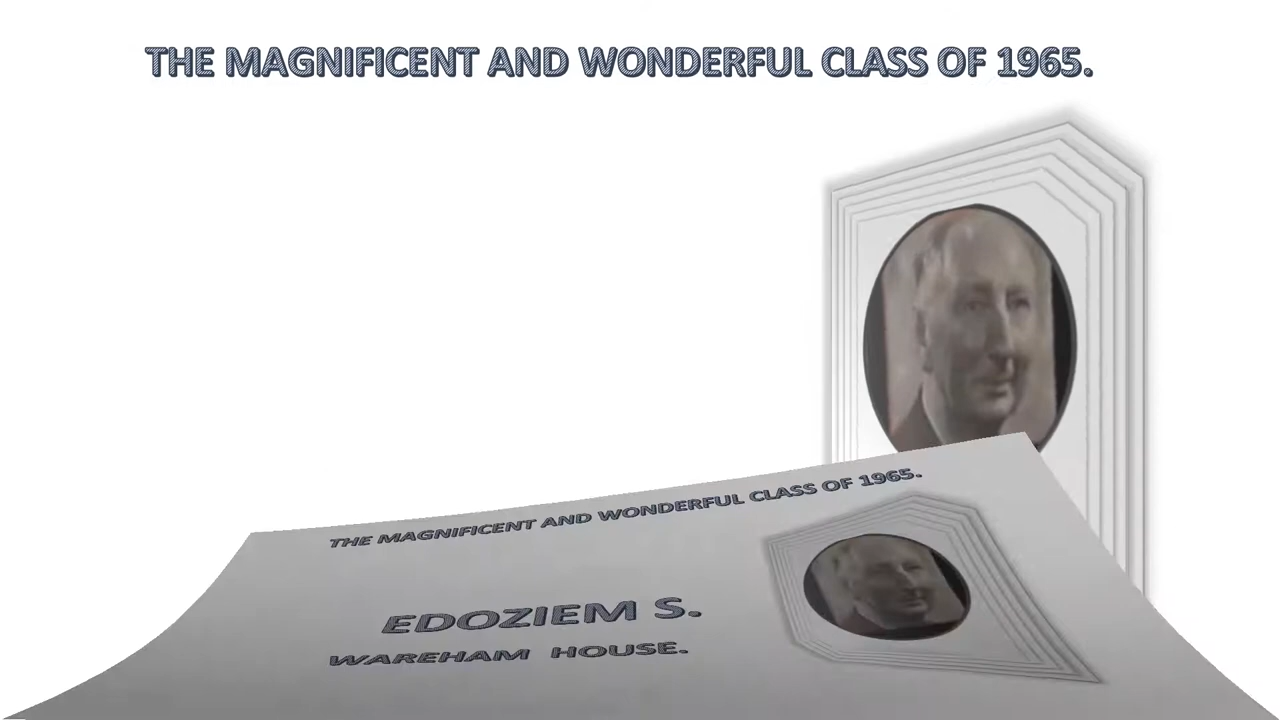 THE MAGNIFICENT AND WONDERFUL CLASS OF 1965.
THE MAGNIFICENT AND WONDERFUL CLASS OF 1965.
EDOZIEM S.
WAREHAM HOUSE.